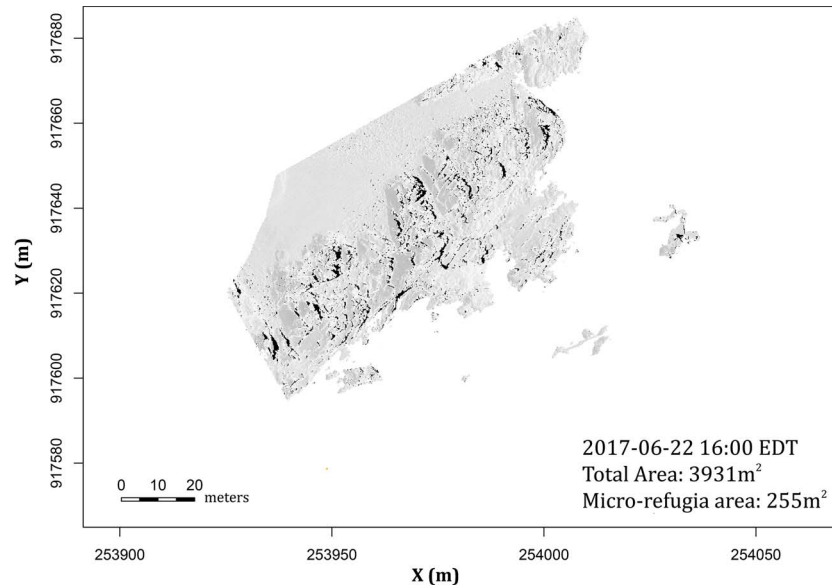 917680
917660
917640
917620
917600
917580
Y (m)
0 10 20
meters
2017-06-22 16:00 EDT
Total Area: 3931m²
Micro-refugia area: 255m²
253900 253950 254000 254050
X (m)